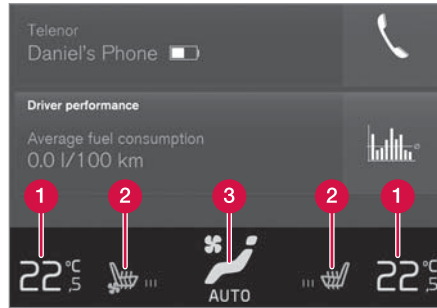 Telenor
Daniel's Phone
Driver performance
Average fuel consumption
0.0 l/100 km
1 2 3 2 1
22 °C ,5 22 °C ,5
AUTO